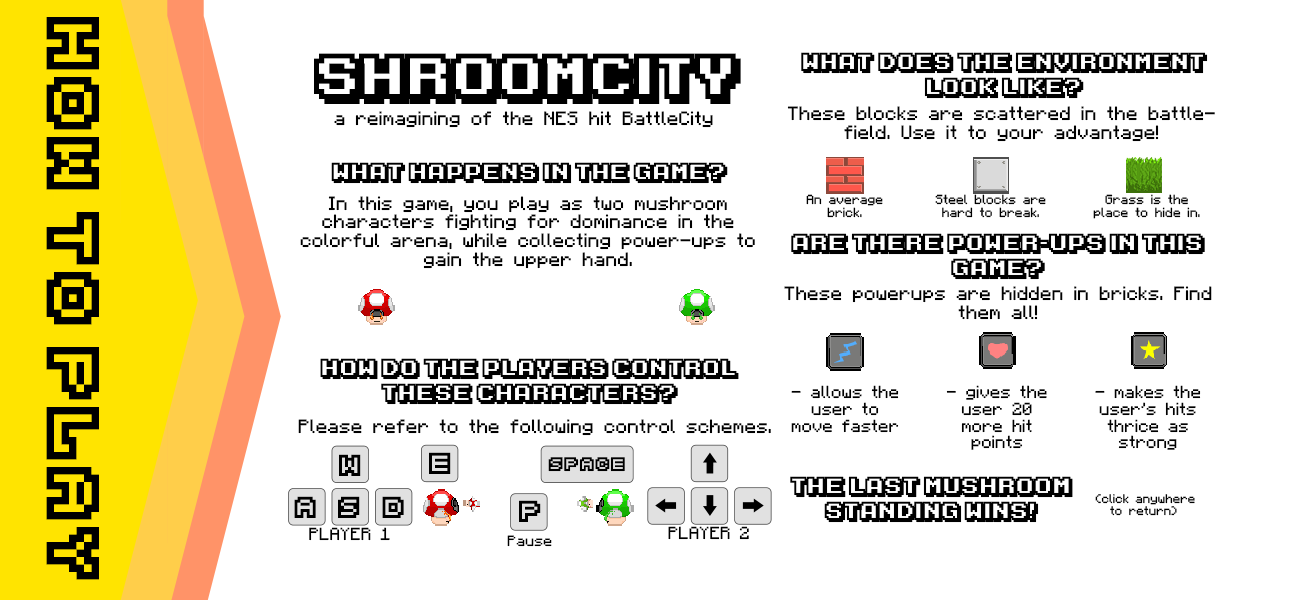 HOW TO PLAY
SHROOMCITY
a reimagining of the NES hit BattleCity
WHAT HAPPENS IN THE GAME?
In this game, you play as two mushroom
characters fighting for dominance in the
colorful arena, while collecting power-ups to
gain the upper hand.
HOW DO THE PLAYERS CONTROL
THESE CHARACTERS?
Please refer to the following control schemes.
W
E
A
S
D
PLAYER 1
SPACE
P
Pause
PLAYER 2
WHAT DOES THE ENVIRONMENT
LOOK LIKE?
These blocks are scattered in the battle-
field. Use it to your advantage!
An average
brick.
Steel blocks are
hard to break.
Grass is the
place to hide in.
ARE THERE POWER-UPS IN THIS
GAME?
These powerups are hidden in bricks. Find
them all!
- allows the
user to
move faster
- gives the
user 20
more hit
points
- makes the
user's hits
thrice as
strong
THE LAST MUSHROOM
STANDING WINS!
(click anywhere
to return)